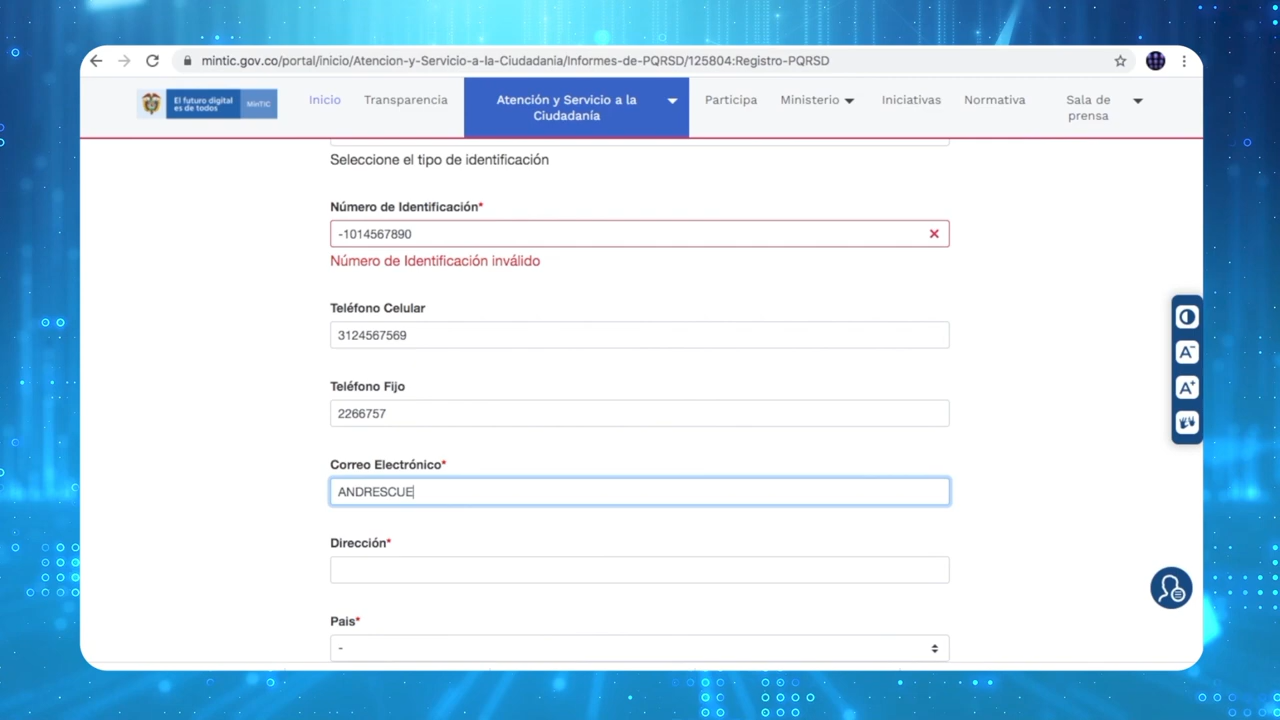 mintic.gov.co/portal/inicio/Atencion-y-Servicio-a-la-Ciudadania/Informes-de-PQRSD/125804:Registro-PQRSD
El futuro digital
es de todos
MinTIC
Inicio
Transparencia
Atención y Servicio a la
Ciudadanía
Participa
Ministerio
Iniciativas
Normativa
Sala de
prensa
Seleccione el tipo de identificación
Número de Identificación*
-1014567890
Número de Identificación inválido
Teléfono Celular
3124567569
Teléfono Fijo
2266757
Correo Electrónico*
ANDRESCUE
Dirección*
Pais*
-
A-
A+